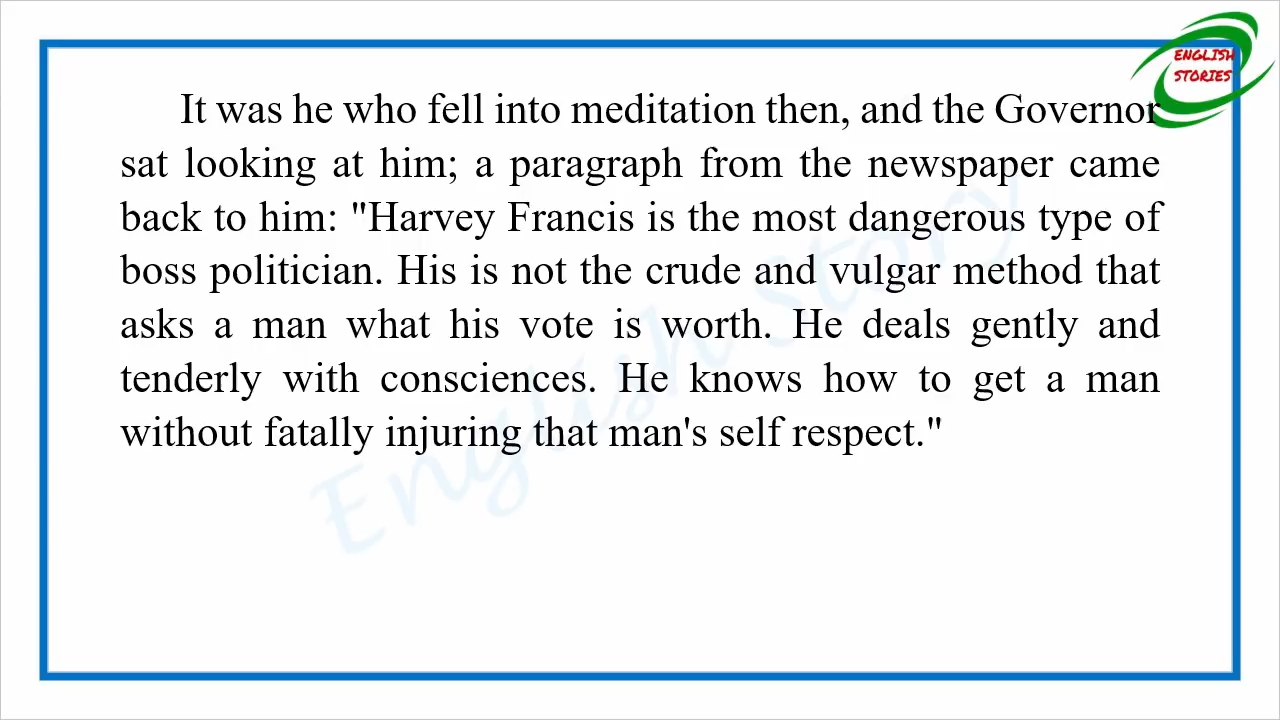 ENGLISH
STORIES
It was he who fell into meditation then, and the Governor
sat looking at him; a paragraph from the newspaper came
back to him: "Harvey Francis is the most dangerous type of
boss politician. His is not the crude and vulgar method that
asks a man what his vote is worth. He deals gently and
tenderly with consciences. He knows how to get a man
without fatally injuring that man's self respect."
English Story